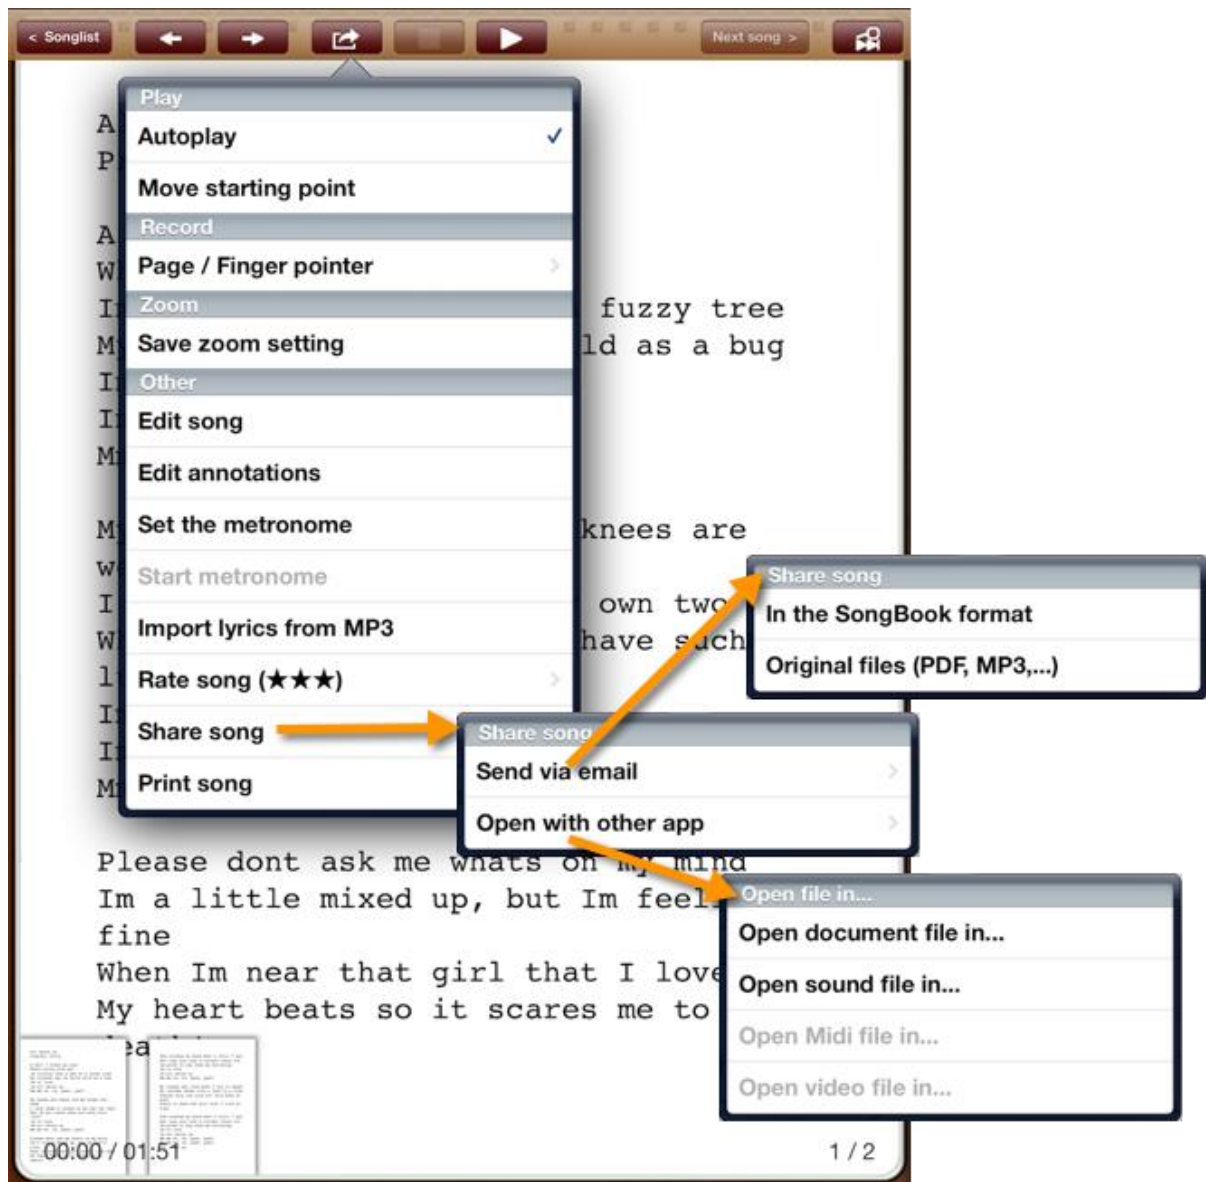 < Songlist
Next song >
Play
Autoplay
Move starting point
Record
Page / Finger pointer
Zoom
Save zoom setting
Other
Edit song
Edit annotations
Set the metronome
Start metronome
Import lyrics from MP3
Rate song (★★★)
Share song
Print song
fuzzy tree
as a bug
knees are
own two
have such
Share song
In the SongBook format
Original files (PDF, MP3,...)
Share song
Send via email
Open with other app
Please dont ask me whats on my mind
Im a little mixed up, but Im
fine
When Im near that girl that I love
My heart beats so it scares me to
Open file in...
Open document file in...
Open sound file in...
Open Midi file in...
Open video file in...
00:00 / 01:51
1 / 2